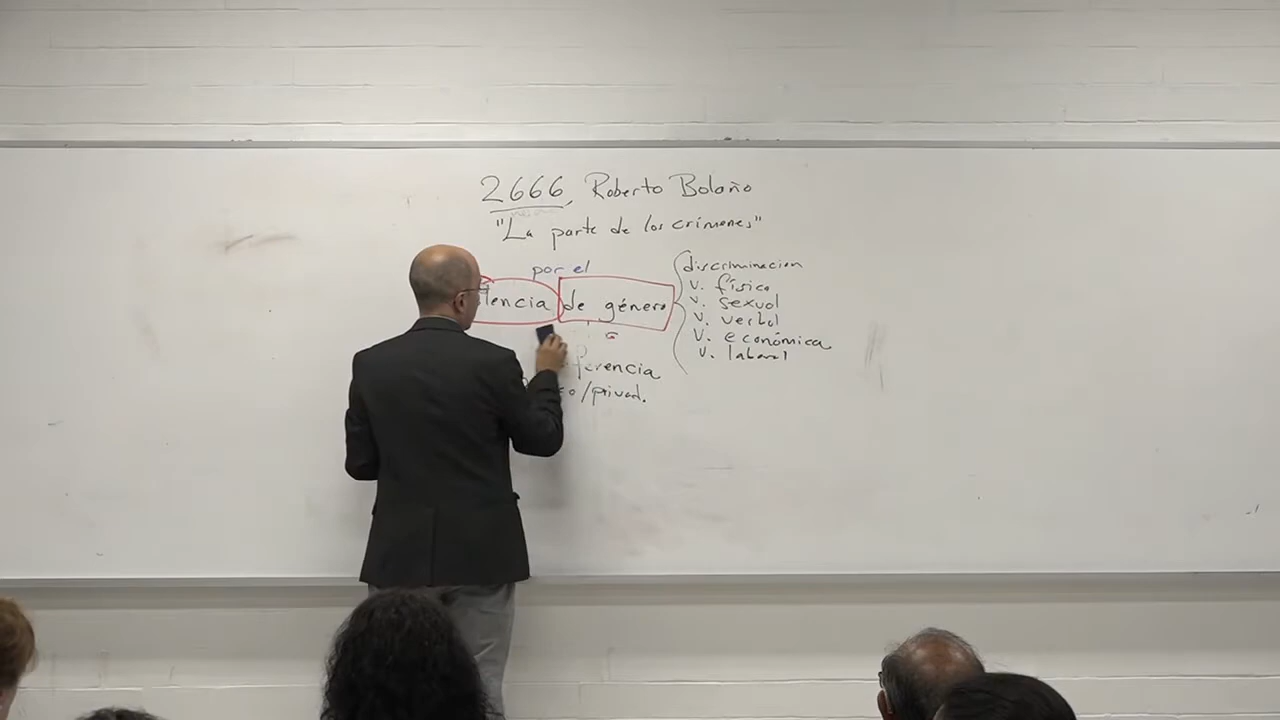 2666, Roberto Bolaño
"La parte de los crímenes"
por el
lencia de género
discriminacion
v. física
v. sexual
v. verbal
v. económica
v. laboral
ferencia
o/privad.